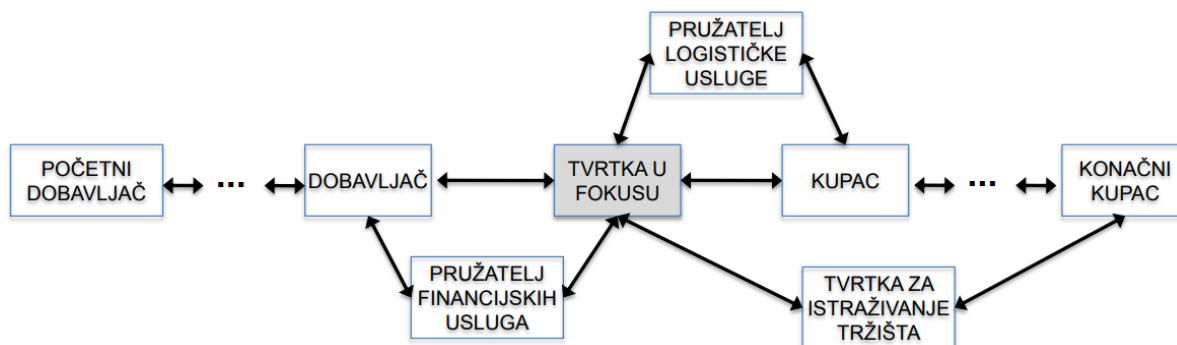 PRUŽATELJ
LOGISTIČKE
USLUGE
POČETNI
DOBAVLJAČ
...
DOBAVLJAČ
TVRTKA U
FOKUSU
KUPAC
...
KONAČNI
KUPAC
PRUŽATELJ
FINANCIJSKIH
USLUGA
TVRTKA ZA
ISTRAŽIVANJE
TRŽIŠTA